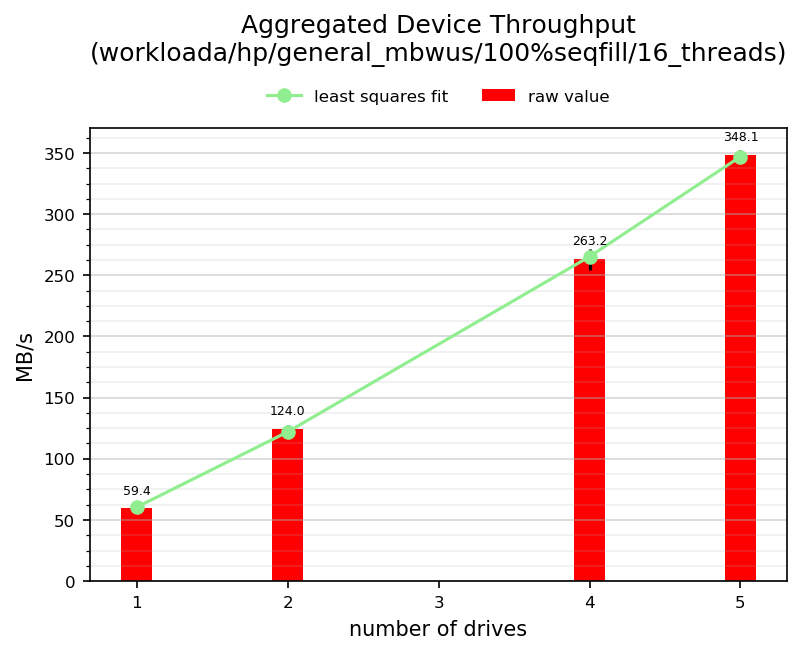 Aggregated Device Throughput
(workloada/hp/general_mbwus/100%seqfill/16_threads)
least squares fit
raw value
MB/s
350
300
250
200
150
100
50
0
59.4
124.0
263.2
348.1
1
2
3
4
5
number of drives